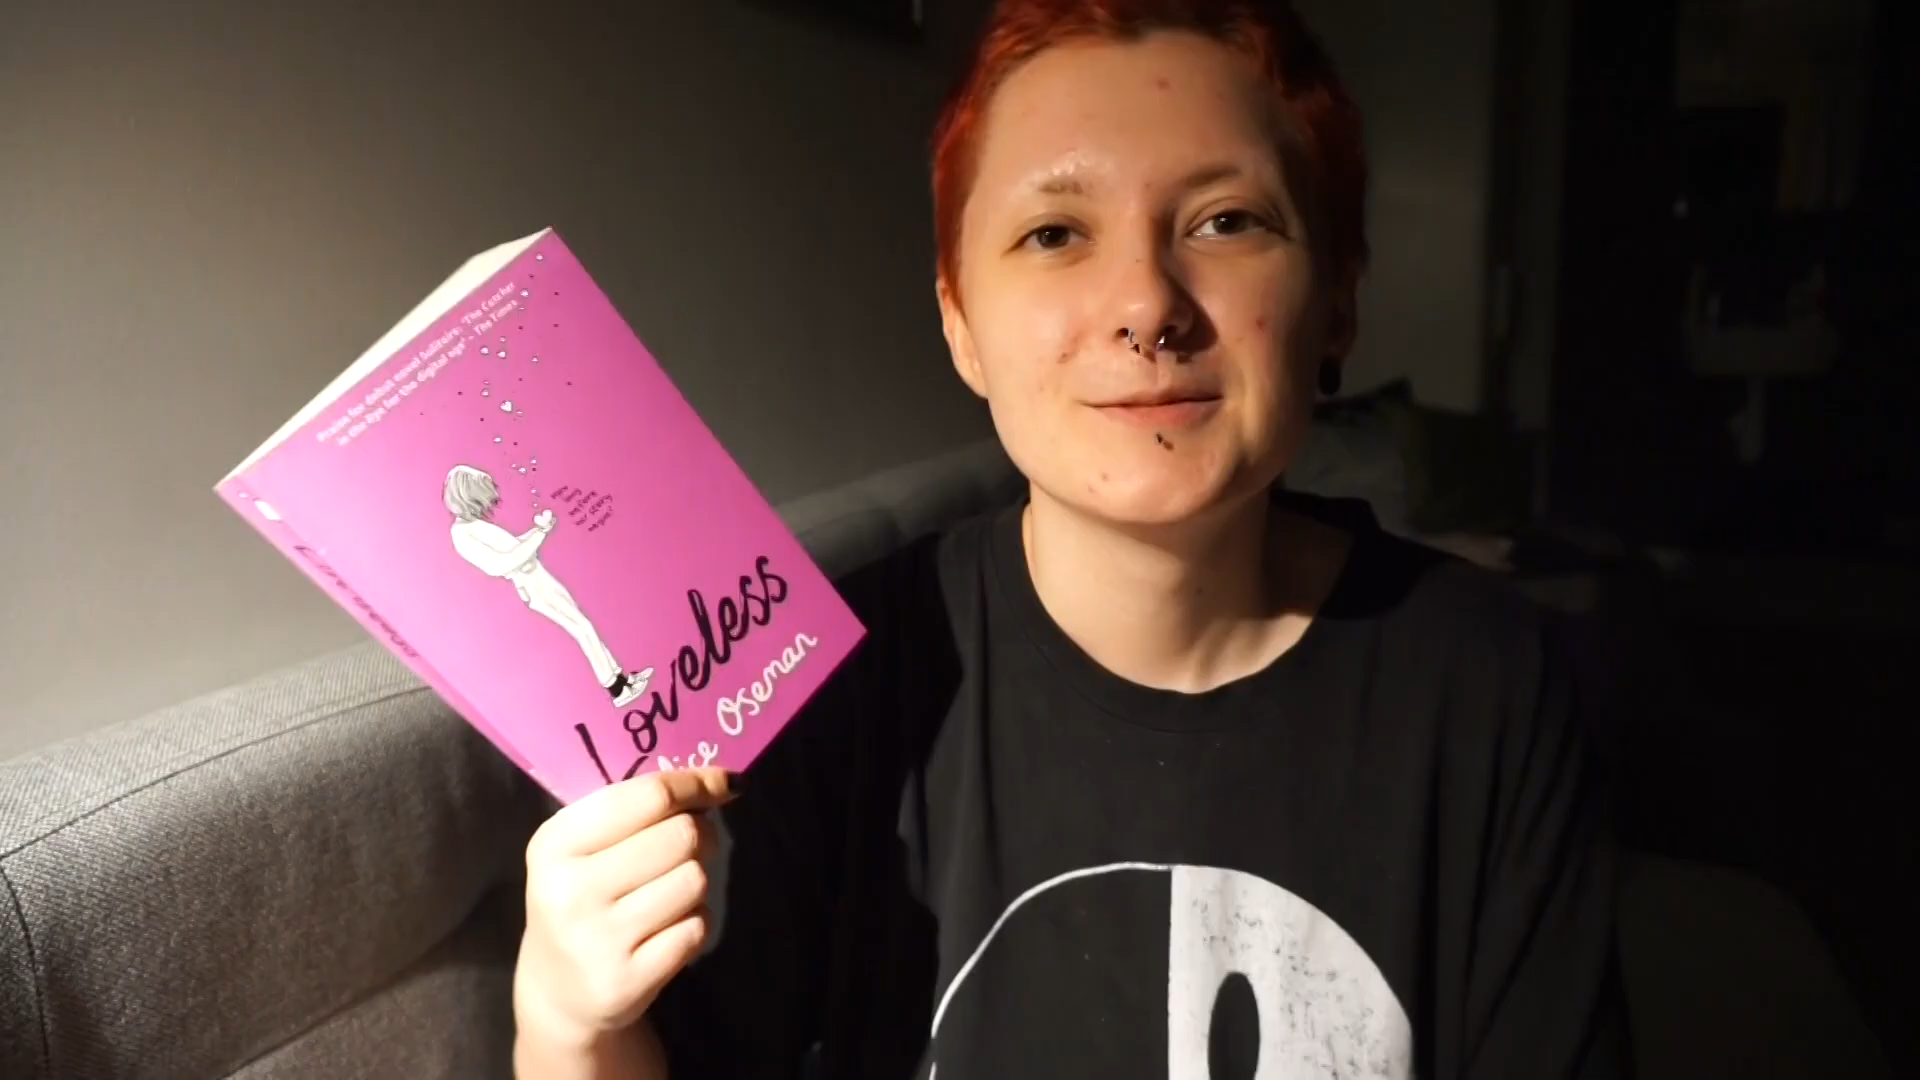 Praise for debut novel Solitaire: 'The Catcher
in the Rye for the digital age' - The Times
Loveless
Alice Oseman